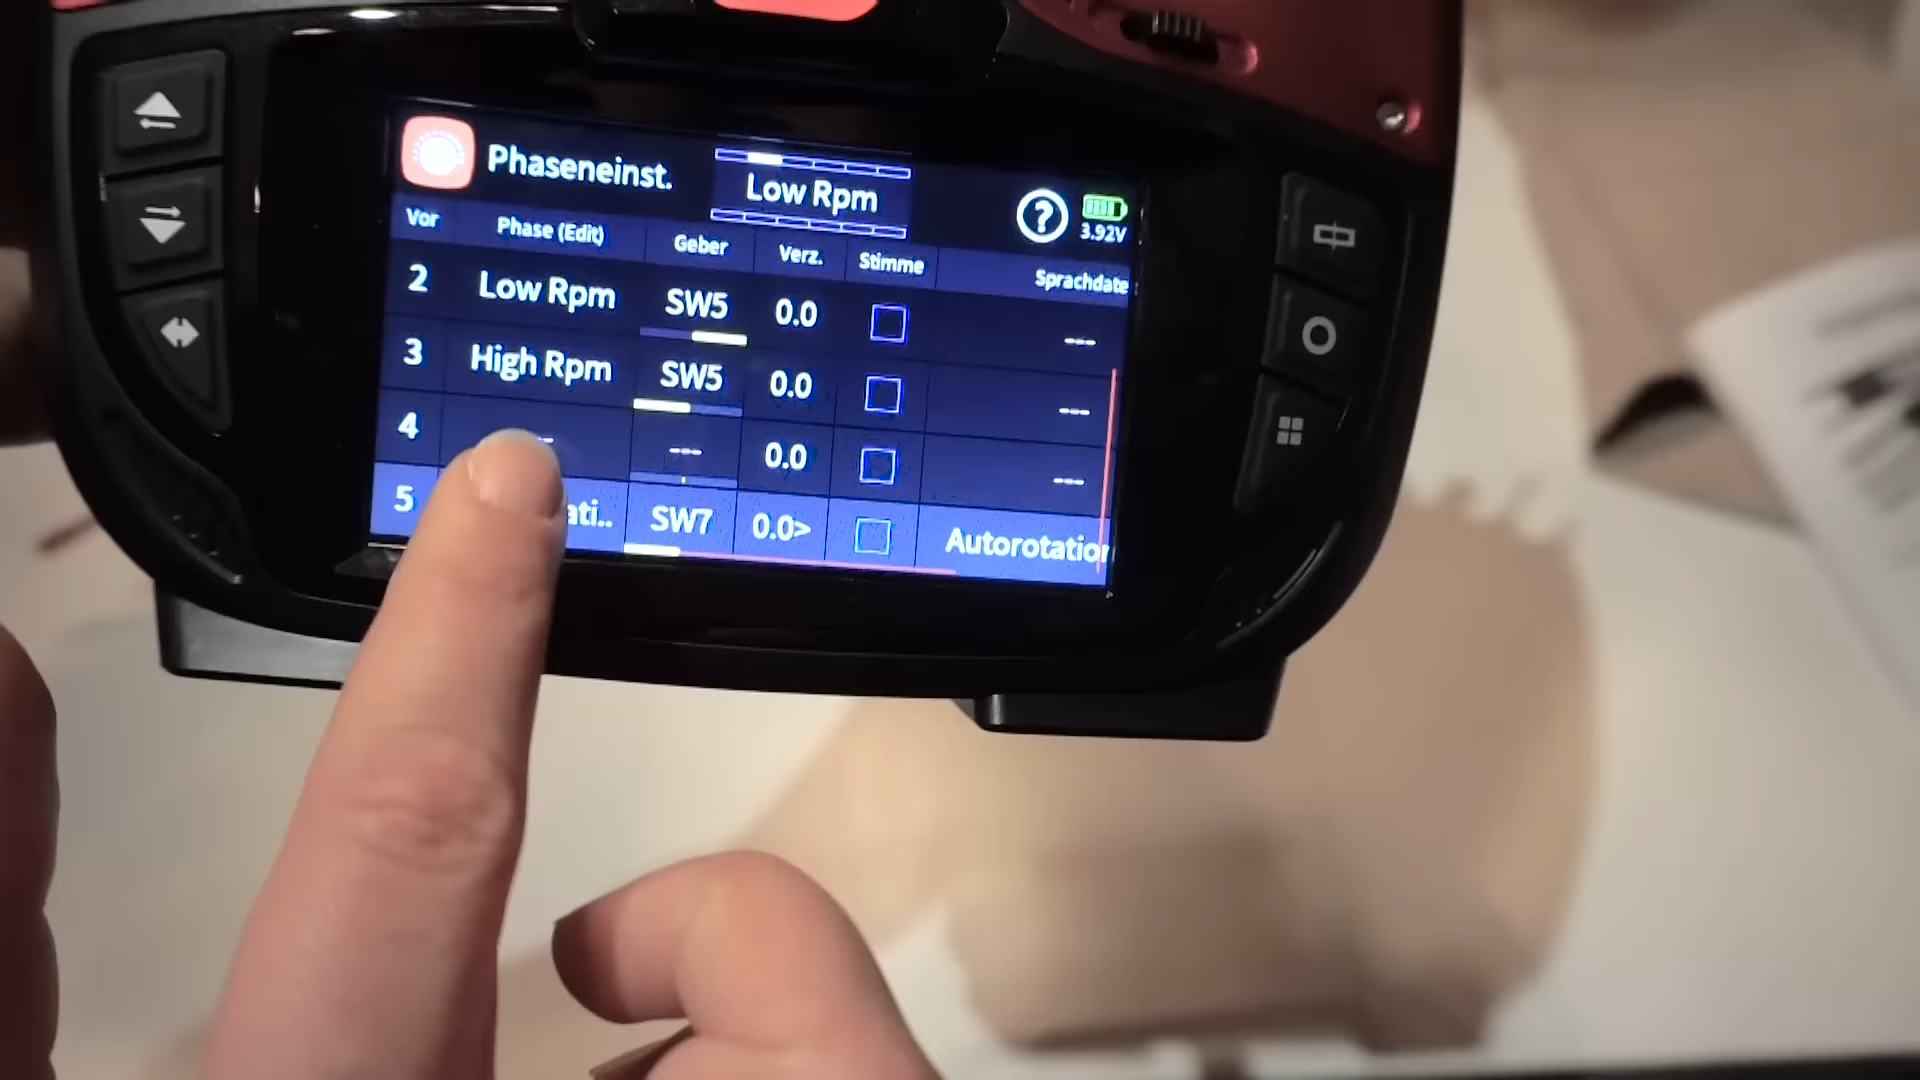 Phaseneinst.
Low Rpm
?
3.92V
Vor Phase (Edit) Geber Verz. Stimme Sprachdate
2 Low Rpm SW5 0.0 ---
3 High Rpm SW5 0.0 ---
4 --- 0.0 ---
5 ati.. SW7 0.0> Autorotation